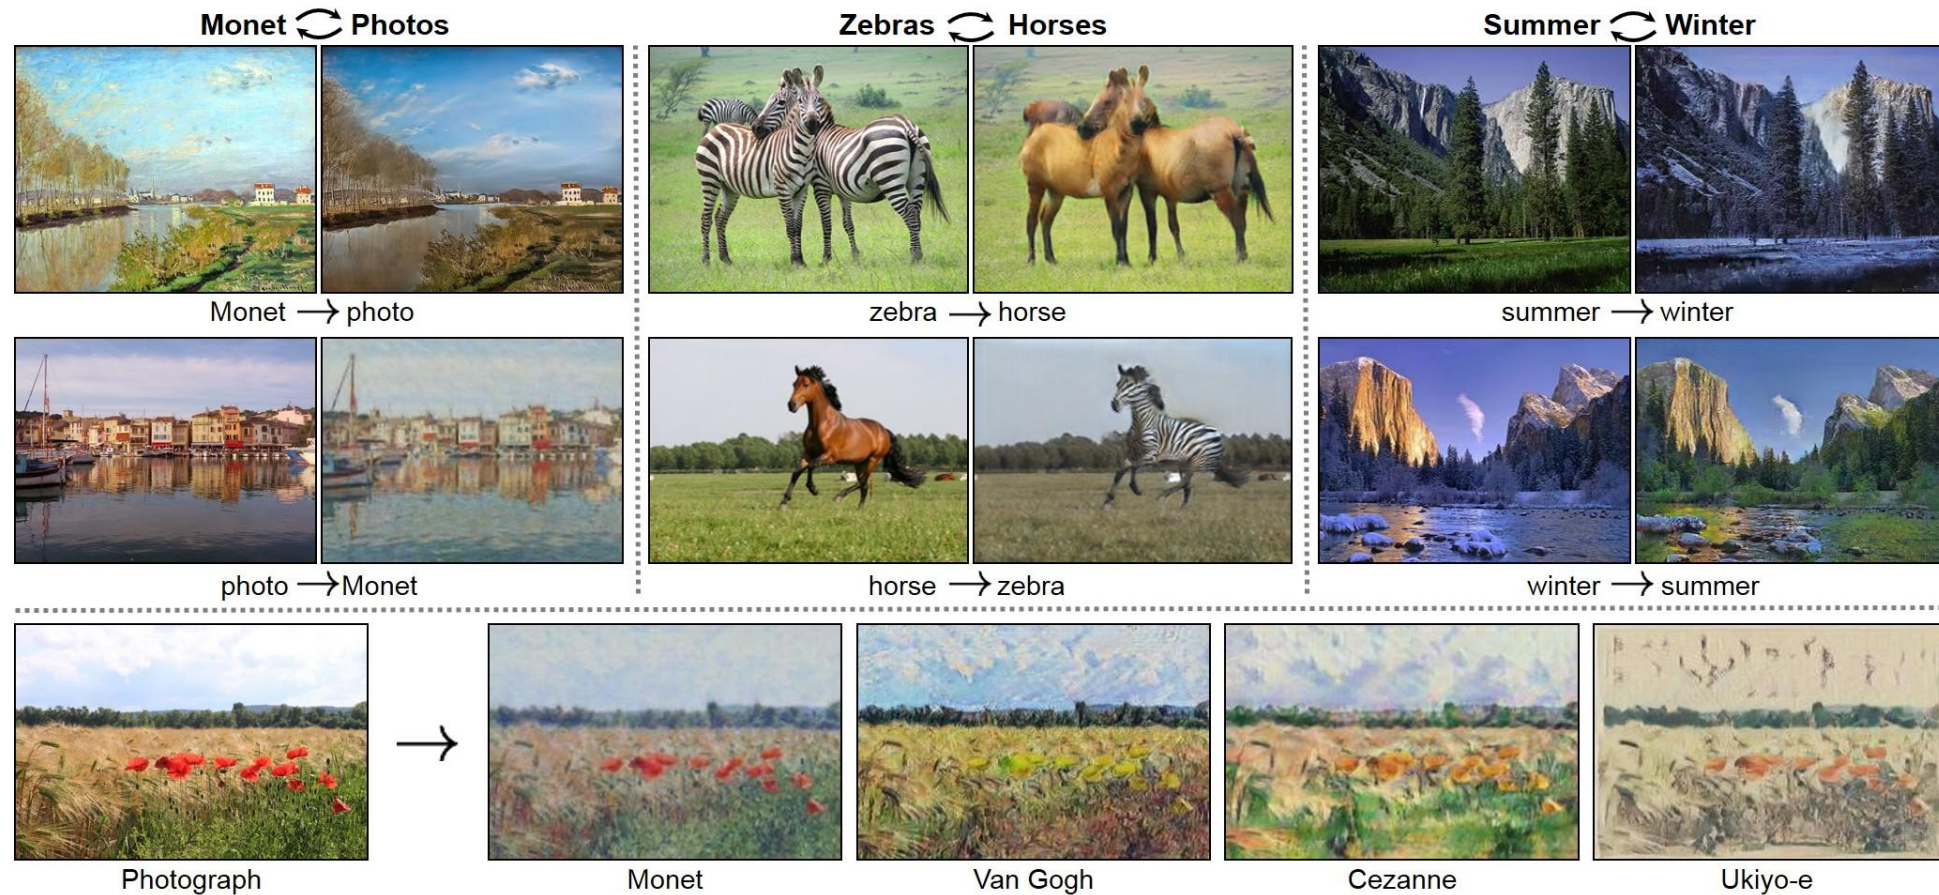 Monet Photos
Zebras Horses
Summer Winter
Monet → photo
zebra → horse
summer → winter
photo → Monet
horse → zebra
winter → summer
Photograph
Monet
Van Gogh
Cezanne
Ukiyo-e